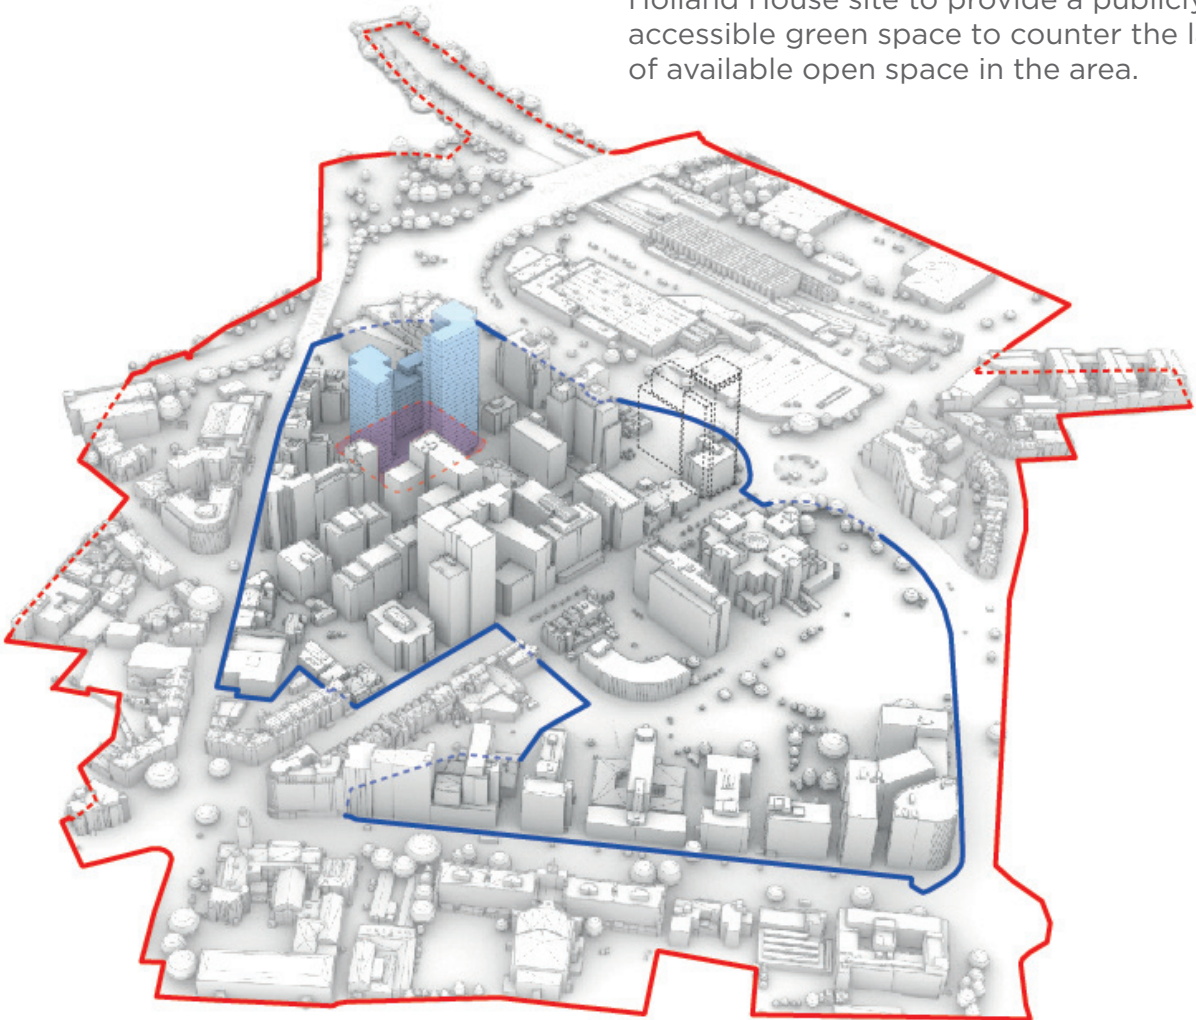 Holland House site to provide a publicly
accessible green space to counter the l
of available open space in the area.